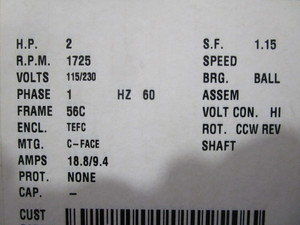 H.P. 2 S.F. 1.15
R.P.M. 1725 SPEED
VOLTS 115/230 BRG. BALL
PHASE 1 HZ 60 ASSEM
FRAME 56C VOLT CON. HI
ENCL. TEFC ROT. CCW REV
MTG. C-FACE SHAFT
AMPS 18.8/9.4
PROT. NONE
CAP. –
CUST